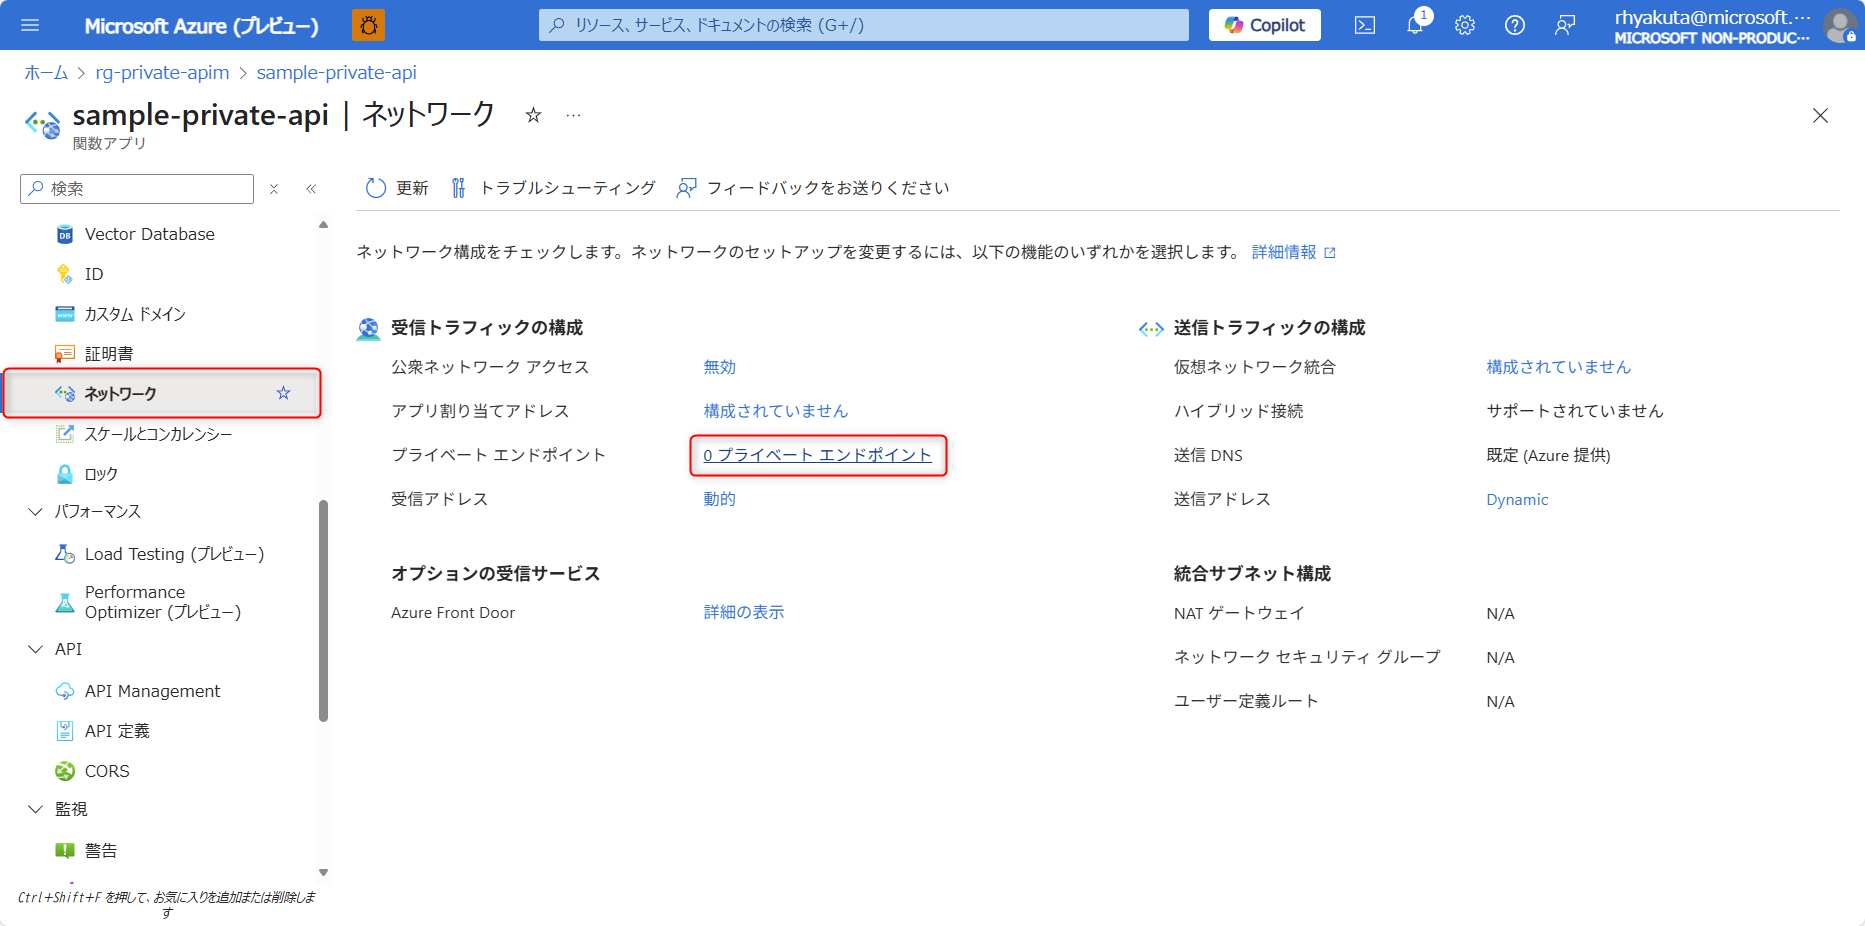 Microsoft Azure (プレビュー)
リソース、サービス、ドキュメントの検索 (G+/)
Copilot
1
rhyakuta@microsoft.…
MICROSOFT NON-PRODUC…
ホーム > rg-private-apim > sample-private-api
sample-private-api | ネットワーク
関数アプリ
検索
Vector Database
ID
カスタム ドメイン
証明書
ネットワーク
スケールとコンカレンシー
ロック
パフォーマンス
Load Testing (プレビュー)
Performance
Optimizer (プレビュー)
API
API Management
API 定義
CORS
監視
警告
Ctrl+Shift+F を押して、お気に入りを追加または削除しま
す
更新
トラブルシューティング
フィードバックをお送りください
ネットワーク構成をチェックします。ネットワークのセットアップを変更するには、以下の機能のいずれかを選択します。 詳細情報
受信トラフィックの構成
公衆ネットワーク アクセス 無効
アプリ割り当てアドレス 構成されていません
プライベート エンドポイント 0 プライベート エンドポイント
受信アドレス 動的
オプションの受信サービス
Azure Front Door 詳細の表示
送信トラフィックの構成
仮想ネットワーク統合 構成されていません
ハイブリッド接続 サポートされていません
送信 DNS 既定 (Azure 提供)
送信アドレス Dynamic
統合サブネット構成
NAT ゲートウェイ N/A
ネットワーク セキュリティ グループ N/A
ユーザー定義ルート N/A